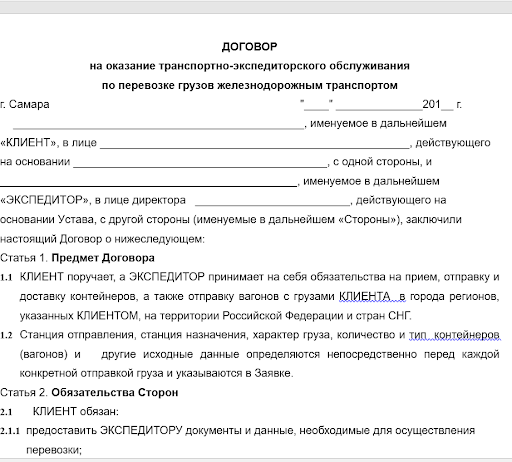 ДОГОВОР
на оказание транспортно-экспедиторского обслуживания
по перевозке грузов железнодорожным транспортом
г. Самара "____" ______________201__ г.
______________________________________________, именуемое в дальнейшем
«КЛИЕНТ», в лице _________________________________________________, действующего
на основании ________________________________________, с одной стороны, и
_______________________________________________, именуемое в дальнейшем
«ЭКСПЕДИТОР», в лице директора _________________________, действующего на
основании Устава, с другой стороны (именуемые в дальнейшем «Стороны»), заключили
настоящий Договор о нижеследующем:
Статья 1. Предмет Договора
1.1 КЛИЕНТ поручает, а ЭКСПЕДИТОР принимает на себя обязательства на прием, отправку и
доставку контейнеров, а также отправку вагонов с грузами КЛИЕНТА в города регионов,
указанных КЛИЕНТОМ, на территории Российской Федерации и стран СНГ.
1.2 Станция отправления, станция назначения, характер груза, количество и тип контейнеров
(вагонов) и другие исходные данные определяются непосредственно перед каждой
конкретной отправкой груза и указываются в Заявке.
Статья 2. Обязательства Сторон
2.1 КЛИЕНТ обязан:
2.1.1 предоставить ЭКСПЕДИТОРУ документы и данные, необходимые для осуществления
перевозки;